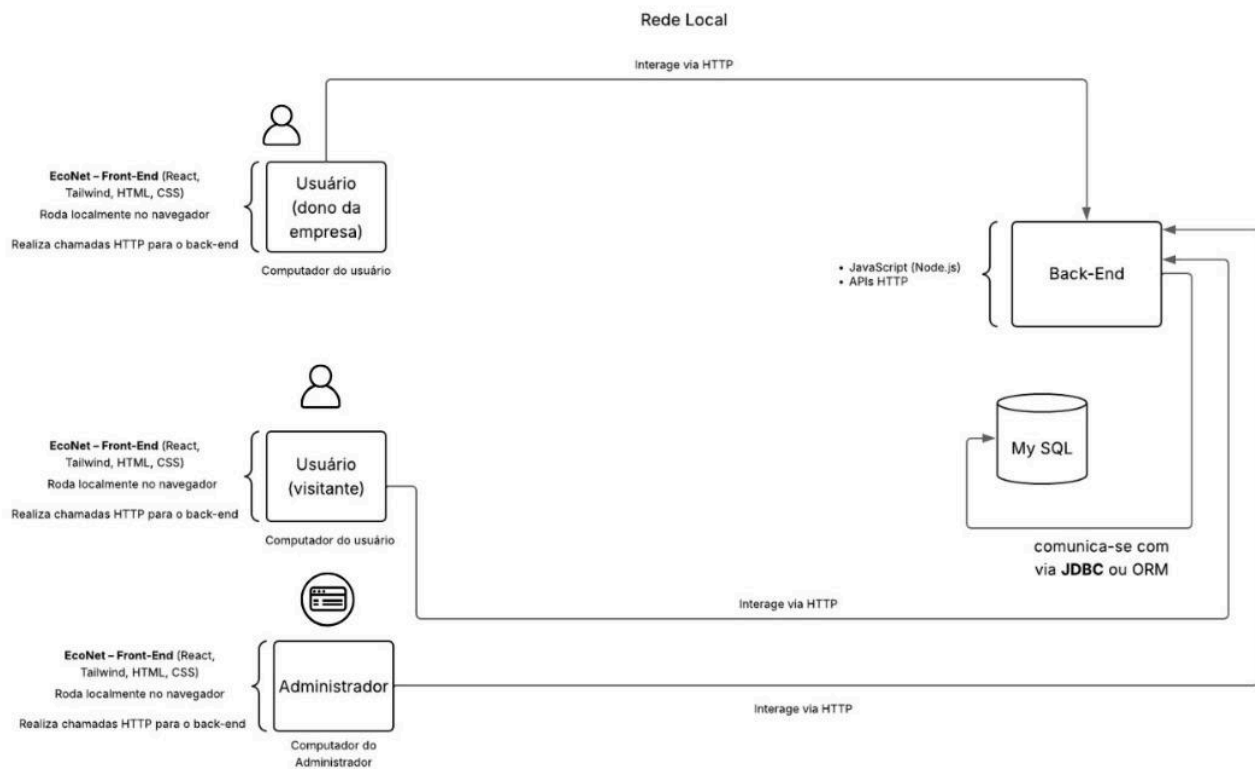 Rede Local
Interage via HTTP
EcoNet – Front-End (React,
Tailwind, HTML, CSS)
Roda localmente no navegador
Realiza chamadas HTTP para o back-end
Usuário
(dono da
empresa)
Computador do usuário
• JavaScript (Node.js)
• APIs HTTP
Back-End
EcoNet – Front-End (React,
Tailwind, HTML, CSS)
Roda localmente no navegador
Realiza chamadas HTTP para o back-end
Usuário
(visitante)
Computador do usuário
My SQL
comunica-se com
via JDBC ou ORM
Interage via HTTP
EcoNet – Front-End (React,
Tailwind, HTML, CSS)
Roda localmente no navegador
Realiza chamadas HTTP para o back-end
Administrador
Computador do
Administrador
Interage via HTTP